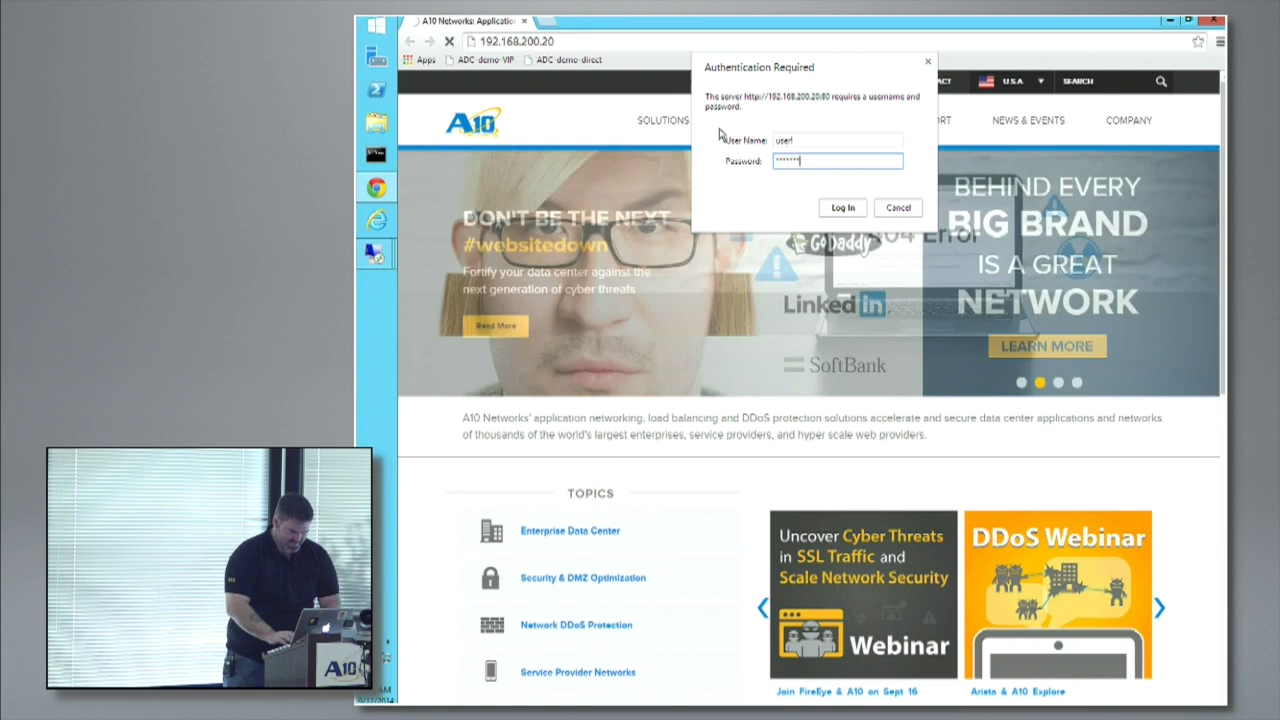 A10 Networks: Applicatio
192.168.200.20
Apps
ADC-demo-VIP
ADC-demo-direct
Authentication Required
The server http://192.168.200.20:80 requires a username and
password.
User Name:
user1
Password:
*******
Log In
Cancel
U.S.A.
SEARCH
A10
SOLUTIONS
NEWS & EVENTS
COMPANY
DON'T BE THE NEXT
#websitedown
Fortify your data center against the
next generation of cyber threats
Read More
GoDaddy
404 Error
Linked in
SoftBank
BEHIND EVERY
BIG BRAND
IS A GREAT
NETWORK
LEARN MORE
A10 Networks' application networking, load balancing and DDoS protection solutions accelerate and secure data center applications and networks
of thousands of the world's largest enterprises, service providers, and hyper scale web providers.
TOPICS
Enterprise Data Center
Security & DMZ Optimization
Network DDoS Protection
Service Provider Networks
Uncover Cyber Threats
in SSL Traffic and
Scale Network Security
Webinar
Join FireEye & A10 on Sept 16
DDoS Webinar
Arista & A10 Explore
A10